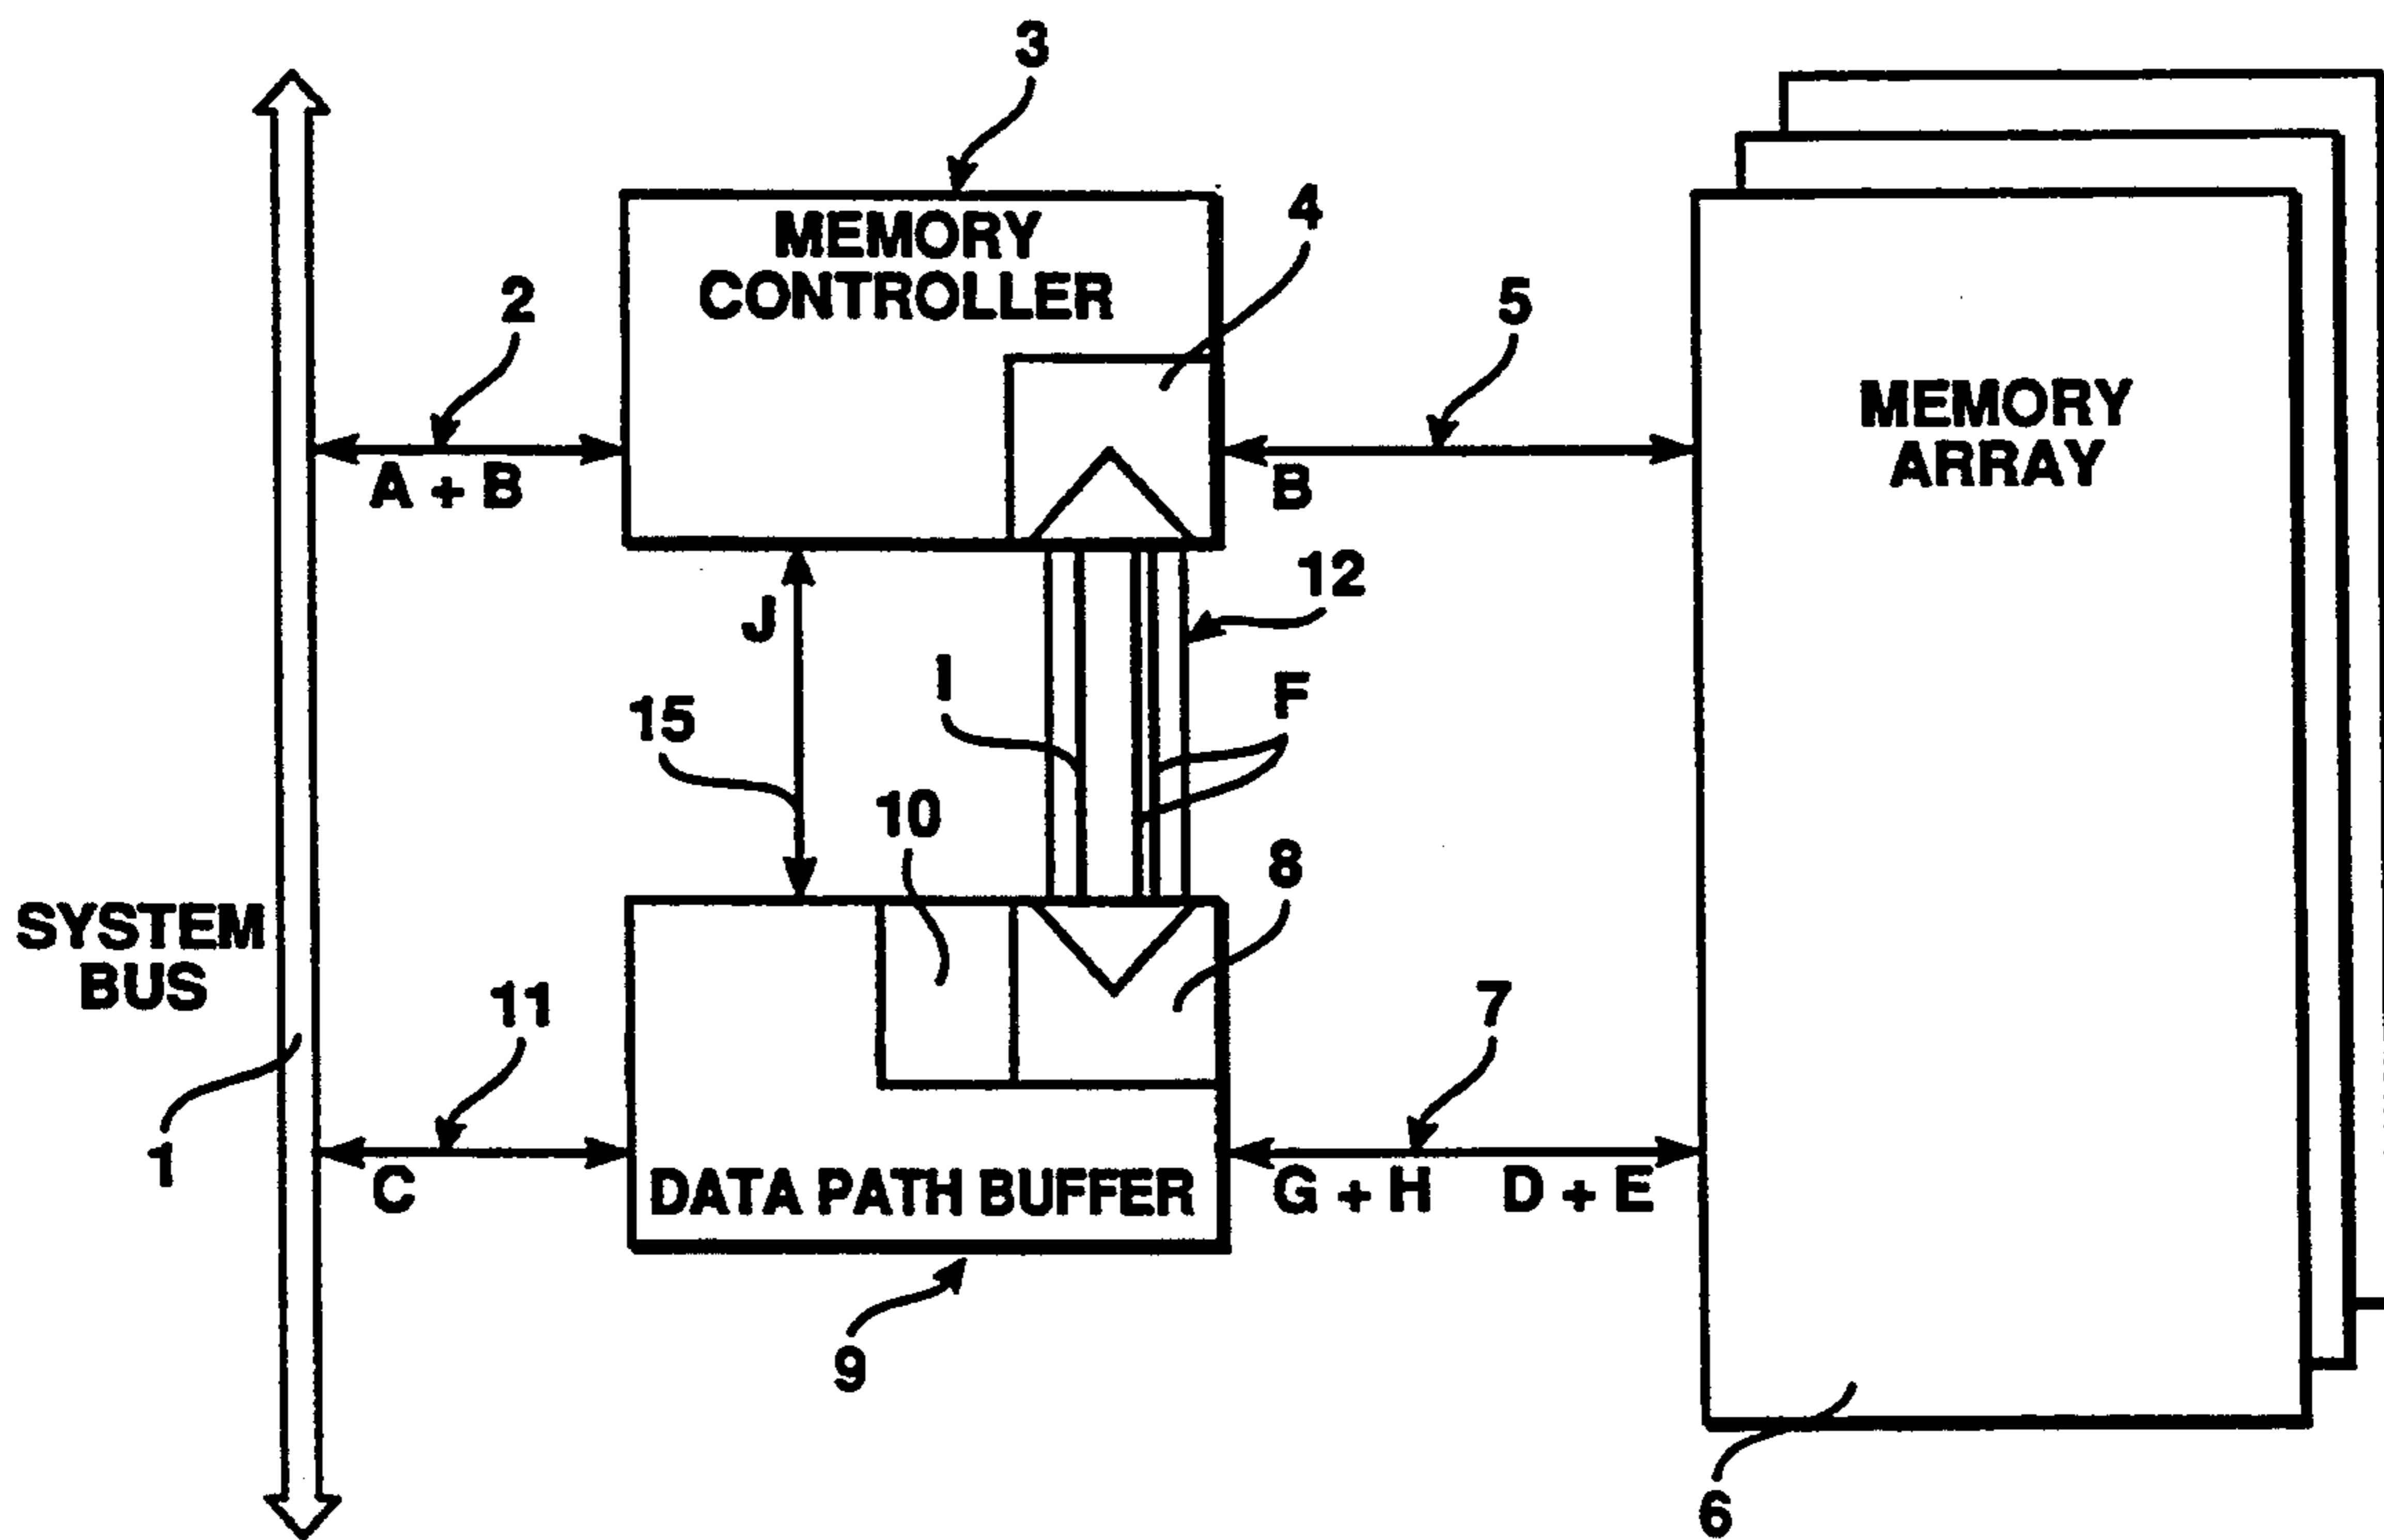 3
MEMORY
CONTROLLER
4
2
5
MEMORY
ARRAY
A + B
B
12
J
I
F
15
10
8
SYSTEM
BUS
11
7
1
C
DATA PATH BUFFER
G + H
D + E
9
6